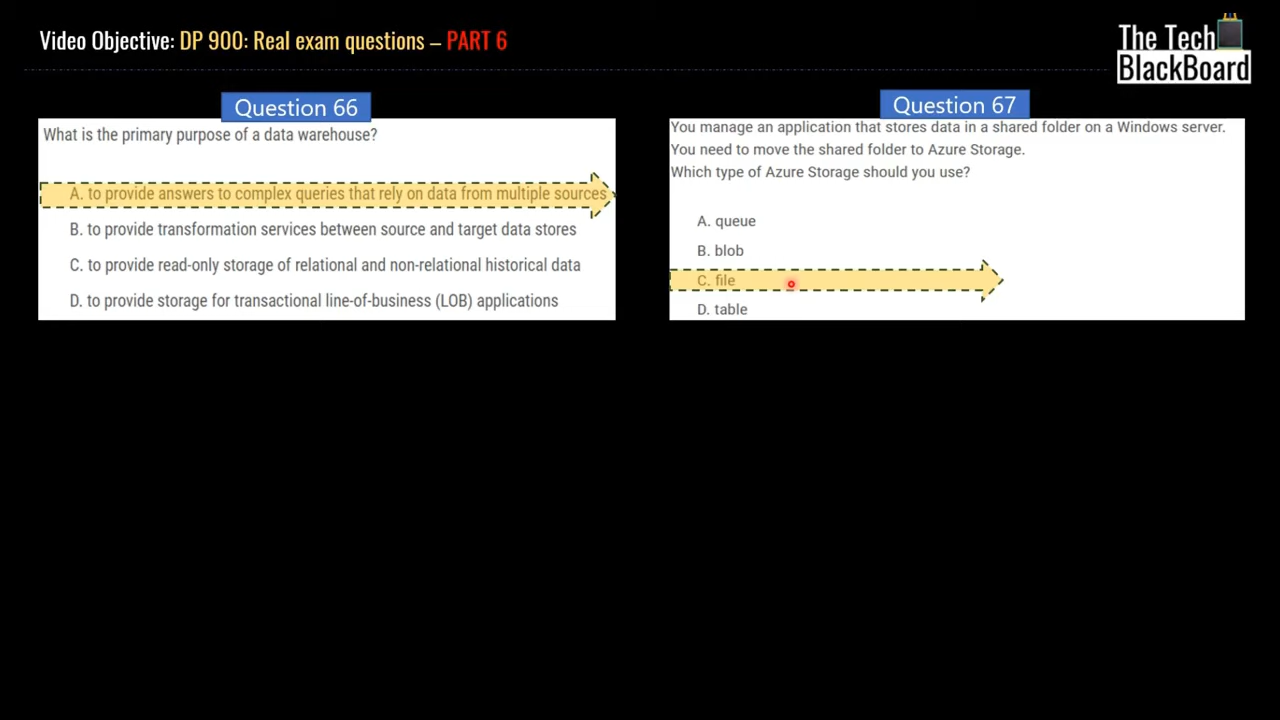 Video Objective: DP 900: Real exam questions – PART 6
The Tech
BlackBoard
Question 66
What is the primary purpose of a data warehouse?
A. to provide answers to complex queries that rely on data from multiple sources
B. to provide transformation services between source and target data stores
C. to provide read-only storage of relational and non-relational historical data
D. to provide storage for transactional line-of-business (LOB) applications
Question 67
You manage an application that stores data in a shared folder on a Windows server.
You need to move the shared folder to Azure Storage.
Which type of Azure Storage should you use?
A. queue
B. blob
C. file
D. table